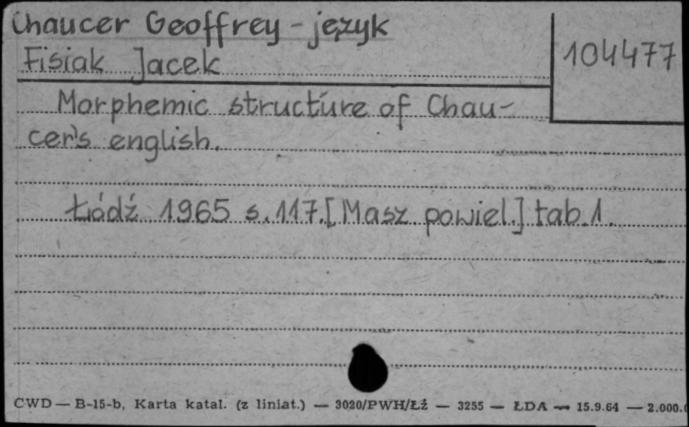 Chaucer Geoffrey - język
Fisiak Jacek
104477
Morphemic structure of Chau-
cer's english.
Łódź 1965 s. 117. [Masz powiel.] tab. 1.
CWD — B-15-b, Karta katal. (z liniat.) — 3020/PWH/Łź — 3255 — ŁDA — 15.9.64 — 2.000.